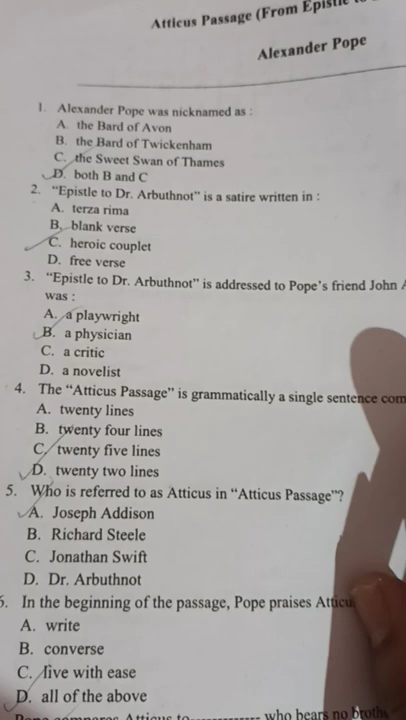 Atticus Passage (From Epistle
Alexander Pope
1. Alexander Pope was nicknamed as :
A. the Bard of Avon
B. the Bard of Twickenham
C. the Sweet Swan of Thames
D. both B and C
2. “Epistle to Dr. Arbuthnot” is a satire written in :
A. terza rima
B. blank verse
C. heroic couplet
D. free verse
3. “Epistle to Dr. Arbuthnot” is addressed to Pope’s friend John A
was :
A. a playwright
B. a physician
C. a critic
D. a novelist
4. The “Atticus Passage” is grammatically a single sentence com
A. twenty lines
B. twenty four lines
C. twenty five lines
D. twenty two lines
5. Who is referred to as Atticus in “Atticus Passage”?
A. Joseph Addison
B. Richard Steele
C. Jonathan Swift
D. Dr. Arbuthnot
6. In the beginning of the passage, Pope praises Atticu
A. write
B. converse
C. live with ease
D. all of the above
Pope compares Atticus to ------------- who bears no broth